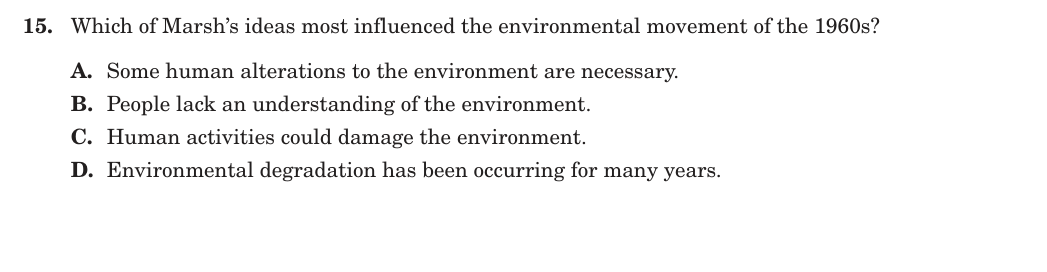 15. Which of Marsh’s ideas most influenced the environmental movement of the 1960s?
A. Some human alterations to the environment are necessary.
B. People lack an understanding of the environment.
C. Human activities could damage the environment.
D. Environmental degradation has been occurring for many years.